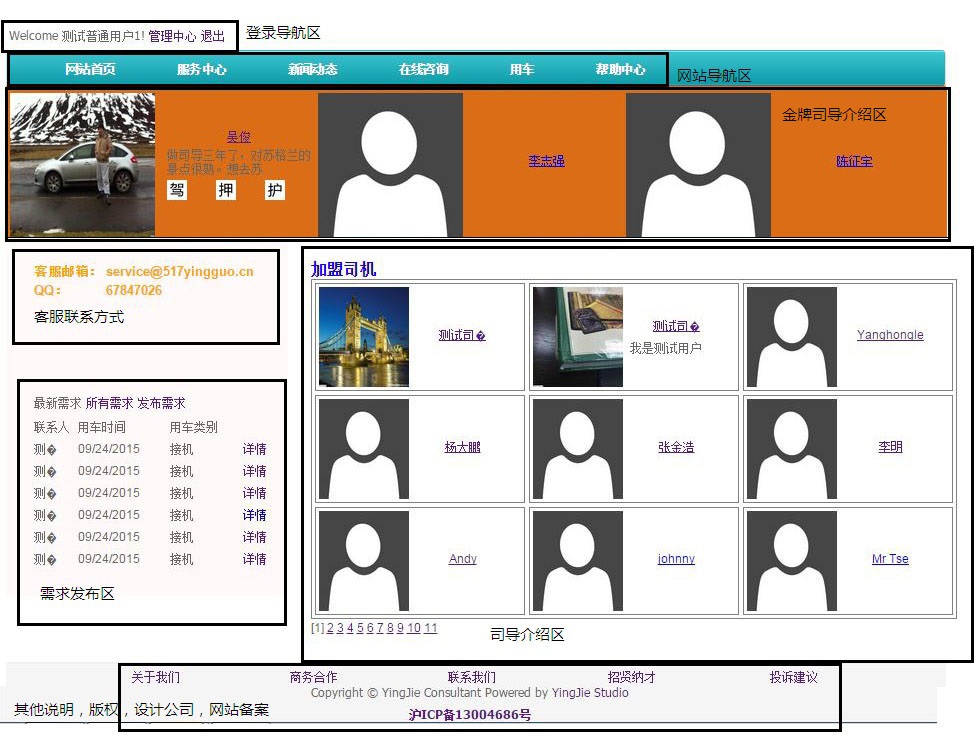 Welcome 测试普通用户1! 管理中心 退出
登录导航区
网站首页 服务中心 新闻动态 在线咨询 用车 帮助中心
网站导航区
吴俊
做司导三年了，对苏格兰的
景点很熟。想去苏
驾 押 护
李志强
金牌司导介绍区
陈征宇
客服邮箱： service@517yingguo.cn
QQ： 67847026
客服联系方式
最新需求 所有需求 发布需求
联系人 用车时间 用车类别
测� 09/24/2015 接机 详情
测� 09/24/2015 接机 详情
测� 09/24/2015 接机 详情
测� 09/24/2015 接机 详情
测� 09/24/2015 接机 详情
测� 09/24/2015 接机 详情
需求发布区
加盟司机
测试司�
测试司�
我是测试用户
Yanghongle
杨大鹏
张金浩
李明
Andy
johnny
Mr Tse
[1] 2 3 4 5 6 7 8 9 10 11
司导介绍区
关于我们 商务合作 联系我们 招贤纳才 投诉建议
Copyright © YingJie Consultant Powered by YingJie Studio
其他说明，版权，设计公司，网站备案
沪ICP备13004686号